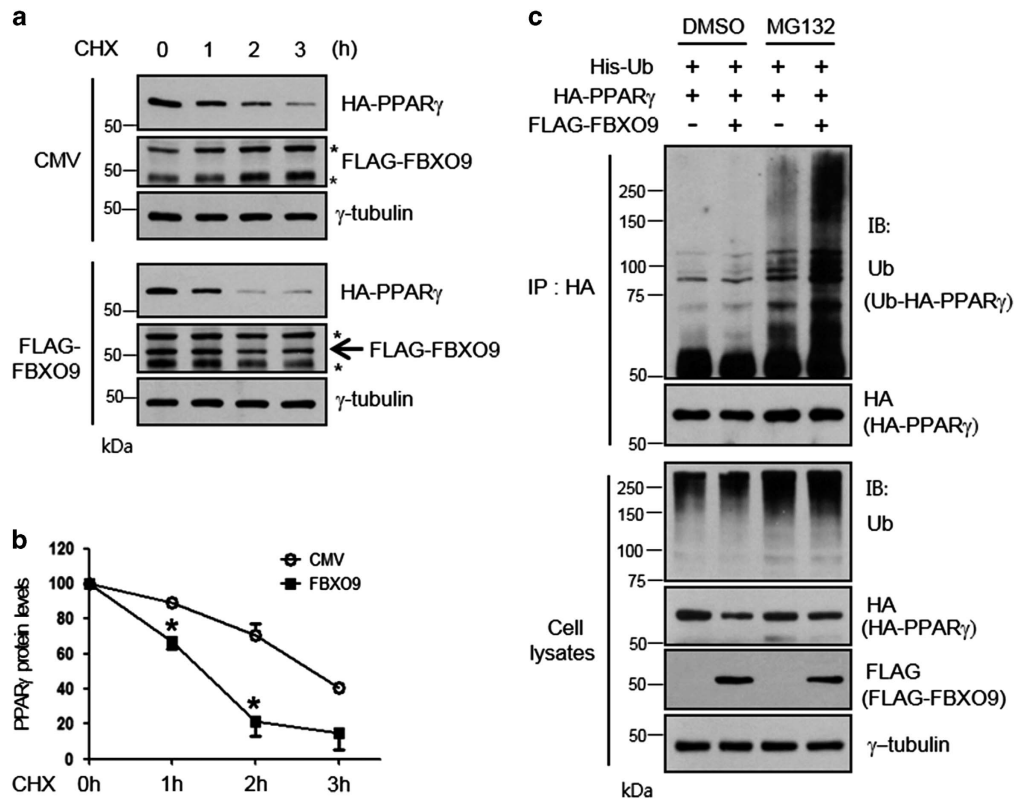 a
CHX 0 1 2 3 (h)
HA-PPARγ
50
CMV
*
FLAG-FBXO9
50
*
50
γ-tubulin
HA-PPARγ
50
FLAG-
FBXO9
*
50
FLAG-FBXO9
*
50
γ-tubulin
kDa
b
120
100
80
60
40
20
0
PPARγ protein levels
CMV
FBXO9
*
*
CHX 0h 1h 2h 3h
c
DMSO MG132
His-Ub + + + +
HA-PPARγ + + + +
FLAG-FBXO9 - + - +
IP : HA
250
150
100
75
50
IB:
Ub
(Ub-HA-PPARγ)
HA
(HA-PPARγ)
50
Cell
lysates
250
150
100
75
IB:
Ub
HA
(HA-PPARγ)
50
FLAG
(FLAG-FBXO9)
50
50
γ-tubulin
kDa